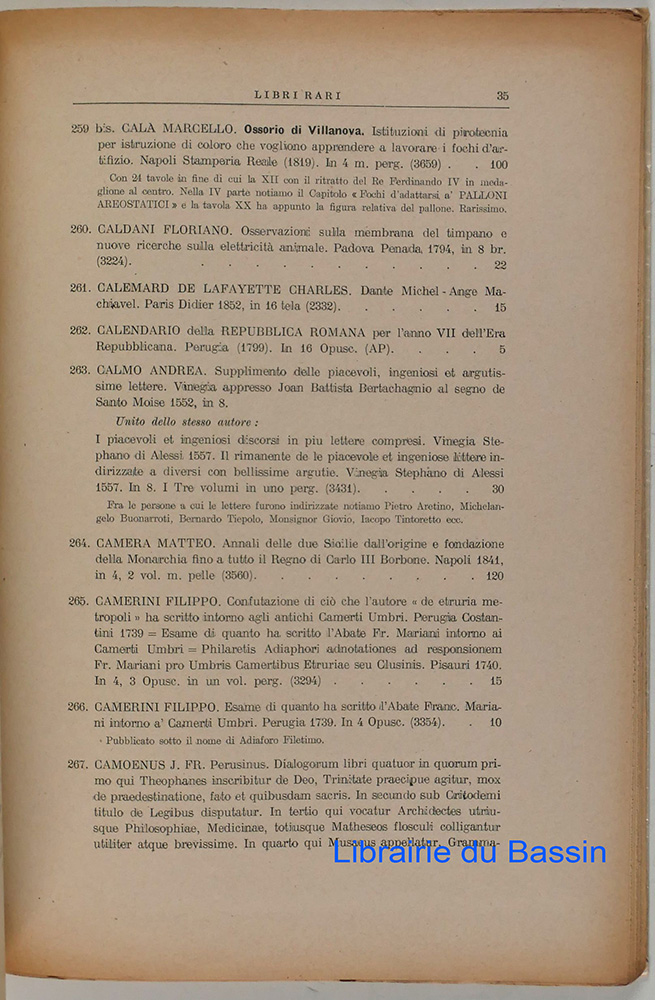 LIBRI RARI 35
259 bis. CALÀ MARCELLO. Ossorio di Villanova. Istituzioni di pirotecnia
per istruzione di coloro che vogliono apprendere a lavorare i fochi d'ar-
tifizio. Napoli Stamperia Reale (1819). In 4 m. perg. (3659) . . 100
Con 24 tavole in fine di cui la XII con il ritratto del Re Ferdinando IV in meda-
glione al centro. Nella IV parte notiamo il Capitolo « Fochi d'adattarsi a' PALLONI
AREOSTATICI » e la tavola XX ha appunto la figura relativa del pallone. Rarissimo.
260. CALDANI FLORIANO. Osservazioni sulla membrana del timpano e
nuove ricerche sulla elettricità animale. Padova Penada, 1794, in 8 br.
(3224). . . . . . . . . . . . 22
261. CALEMARD DE LAFAYETTE CHARLES. Dante Michel-Ange Ma-
chiavel. Paris Didier 1852, in 16 tela (2332). . . . . . 15
262. CALENDARIO della REPUBBLICA ROMANA per l'anno VII dell'Era
Repubblicana. Perugia (1799). In 16 Opusc. (AP). . . . 5
263. CALMO ANDREA. Supplimento delle piacevoli, ingeniosi et argutis-
sime lettere. Vinegia appresso Joan Battista Bertachagnio al segno de
Santo Moise 1552, in 8.
Unito dello stesso autore :
I piacevoli et ingeniosi discorsi in piu lettere compresi. Vinegia Ste-
phano di Alessi 1557. Il rimanente de le piacevole et ingeniose littere in-
dirizzate a diversi con bellissime argutie. Vinegia Stephano di Alessi
1557. In 8. I Tre volumi in uno perg. (3431). . . . . 30
Fra le persone a cui le lettere furono indirizzate notiamo Pietro Aretino, Michelan-
gelo Buonarroti, Bernardo Tiepolo, Monsignor Giovio, Iacopo Tintoretto ecc.
264. CAMERA MATTEO. Annali delle due Sicilie dall'origine e fondazione
della Monarchia fino a tutto il Regno di Carlo III Borbone. Napoli 1841,
in 4, 2 vol. m. pelle (3560). . . . . . . . . 120
265. CAMERINI FILIPPO. Confutazione di ciò che l'autore « de etruria me-
tropoli » ha scritto intorno agli antichi Camerti Umbri. Perugia Costan-
tini 1739 = Esame di quanto ha scritto l'Abate Fr. Mariani intorno ai
Camerti Umbri = Philaretis Adiaphori adnotationes ad responsionem
Fr. Mariani pro Umbris Camertibus Etruriae seu Clusinis. Pisauri 1740.
In 4, 3 Opusc. in un vol. perg. (3294) . . . . . . 15
266. CAMERINI FILIPPO. Esame di quanto ha scritto l'Abate Franc. Maria-
ni intorno a' Camerti Umbri. Perugia 1739. In 4 Opusc. (3354). . 10
Pubblicato sotto il nome di Adiaforo Filetimo.
267. CAMOENUS J. FR. Perusinus. Dialogorum libri quatuor in quorum pri-
mo qui Theophanes inscribitur de Deo, Trinitate praecipue agitur, mox
de praedestinatione, fato et quibusdam sacris. In secundo sub Critodemi
titulo de Legibus disputatur. In tertio qui vocatur Archidectes utriu-
sque Philosophiae, Medicinae, totiusque Matheseos flosculi colligantur
utiliter atque brevissime. In quarto qui Musaeus appellatur, Gramma-
Librairie du Bassin